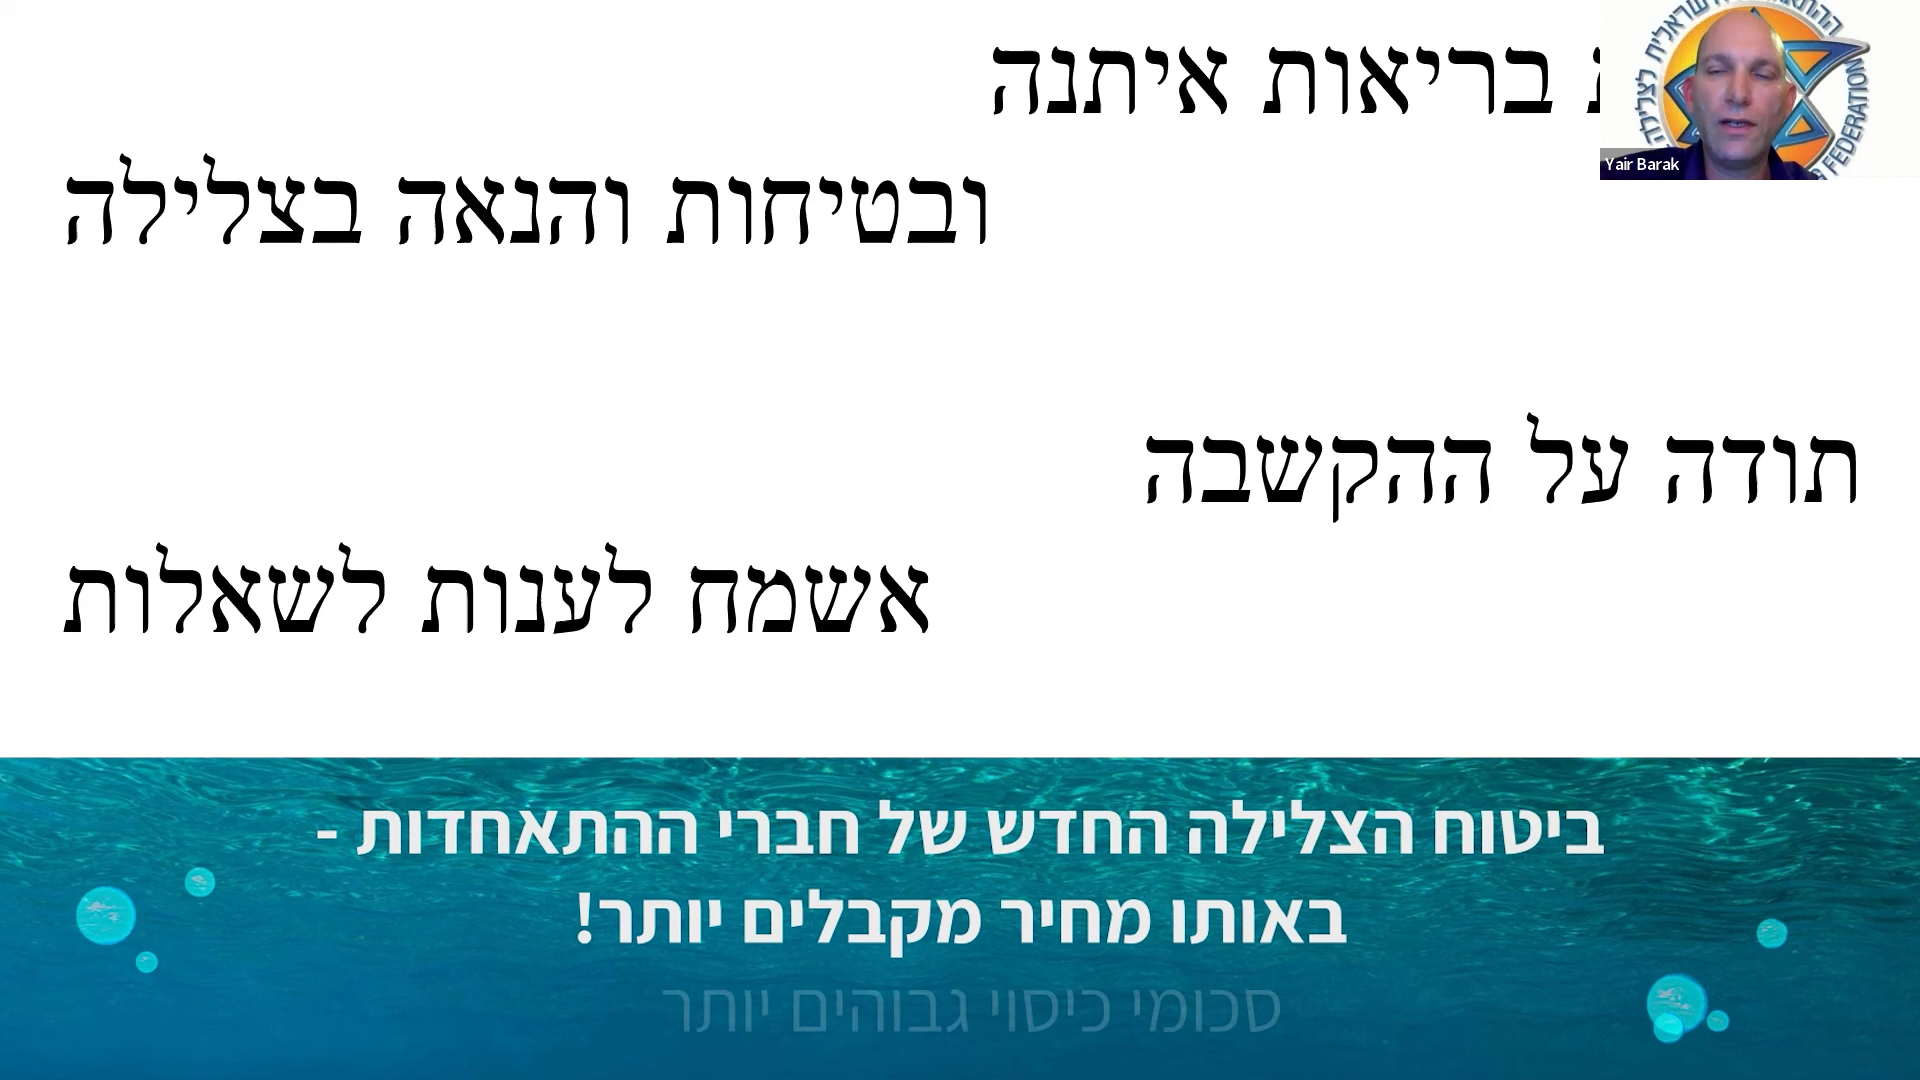 בריאות איתנה
ובטיחות והנאה בצלילה
תודה על ההקשבה
אשמח לענות לשאלות
Yair Barak
FEDERATION
ביטוח הצלילה החדש של חברי ההתאחדות -
באותו מחיר מקבלים יותר!
סכומי כיסוי גבוהים יותר